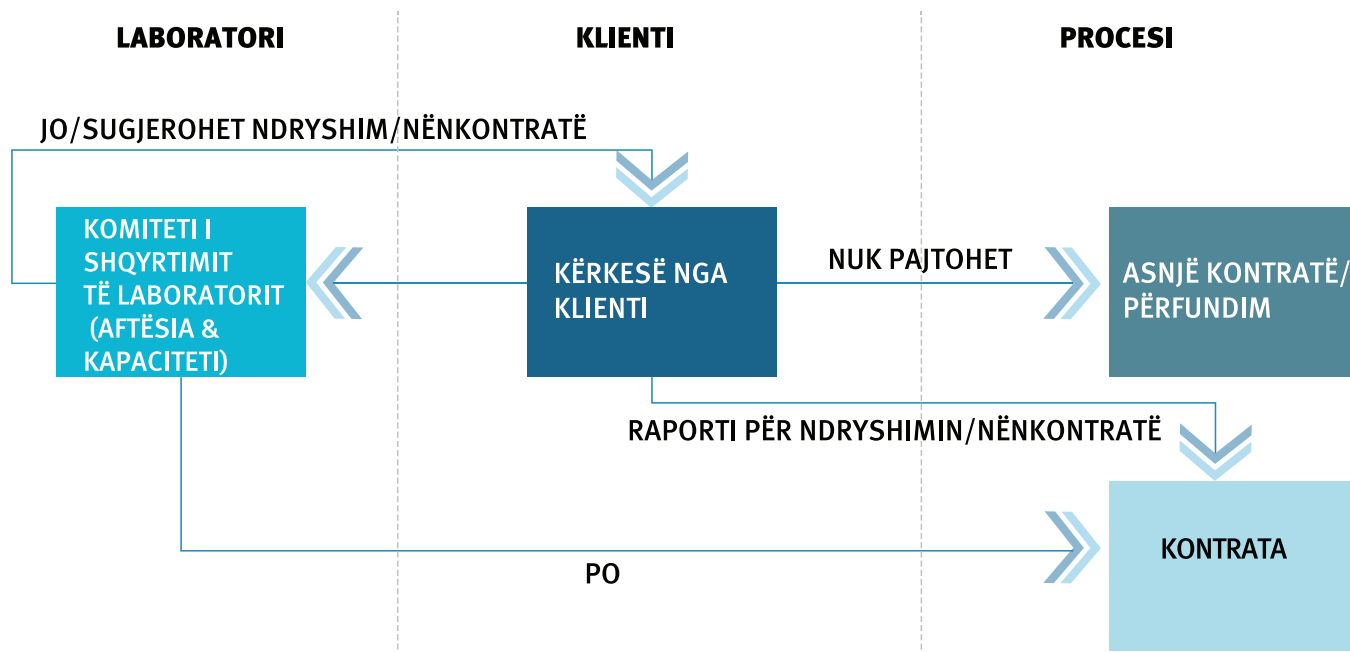 LABORATORI
KLIENTI
PROCESI
JO/SUGJEROHET NDRYSHIM/NËNKONTRATË
KOMITETI I
SHQYRTIMIT
TË LABORATORIT
(AFTËSIA &
KAPACITETI)
KËRKESË NGA
KLIENTI
NUK PAJTOHET
ASNJË KONTRATË/
PËRFUNDIM
RAPORTI PËR NDRYSHIMIN/NËNKONTRATË
KONTRATA
PO